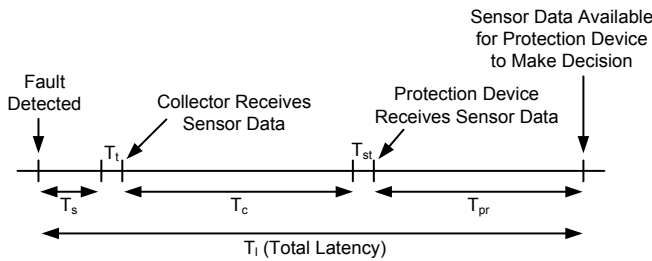 Sensor Data Available
for Protection Device
to Make Decision
Fault
Detected
Collector Receives
Sensor Data
Protection Device
Receives Sensor Data
Tt
Tst
Ts
Tc
Tpr
Tl (Total Latency)